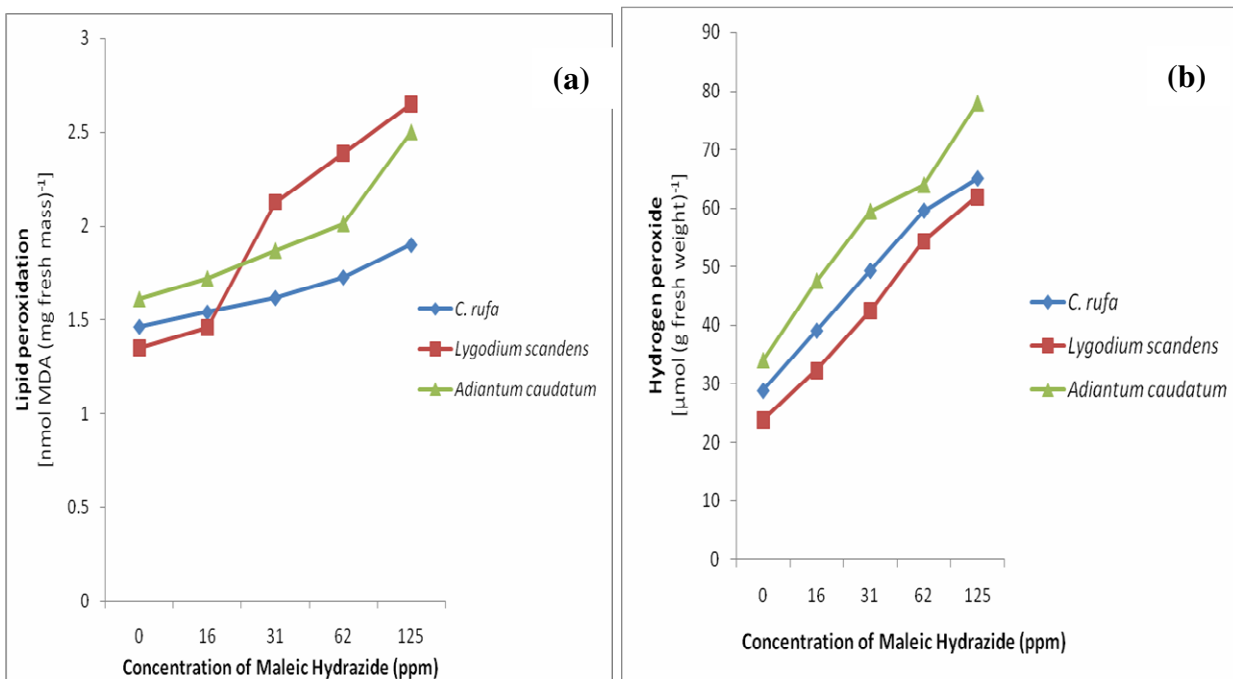 (a)
Lipid peroxidation
[nmol MDA (mg fresh mass)⁻¹
3
2.5
2
1.5
1
0.5
0
0 16 31 62 125
Concentration of Maleic Hydrazide (ppm)
C. rufa
Lygodium scandens
Adiantum caudatum
(b)
Hydrogen peroxide
[µmol (g fresh weight)⁻¹
90
80
70
60
50
40
30
20
10
0
0 16 31 62 125
Concentration of Maleic Hydrazide (ppm)
C. rufa
Lygodium scandens
Adiantum caudatum